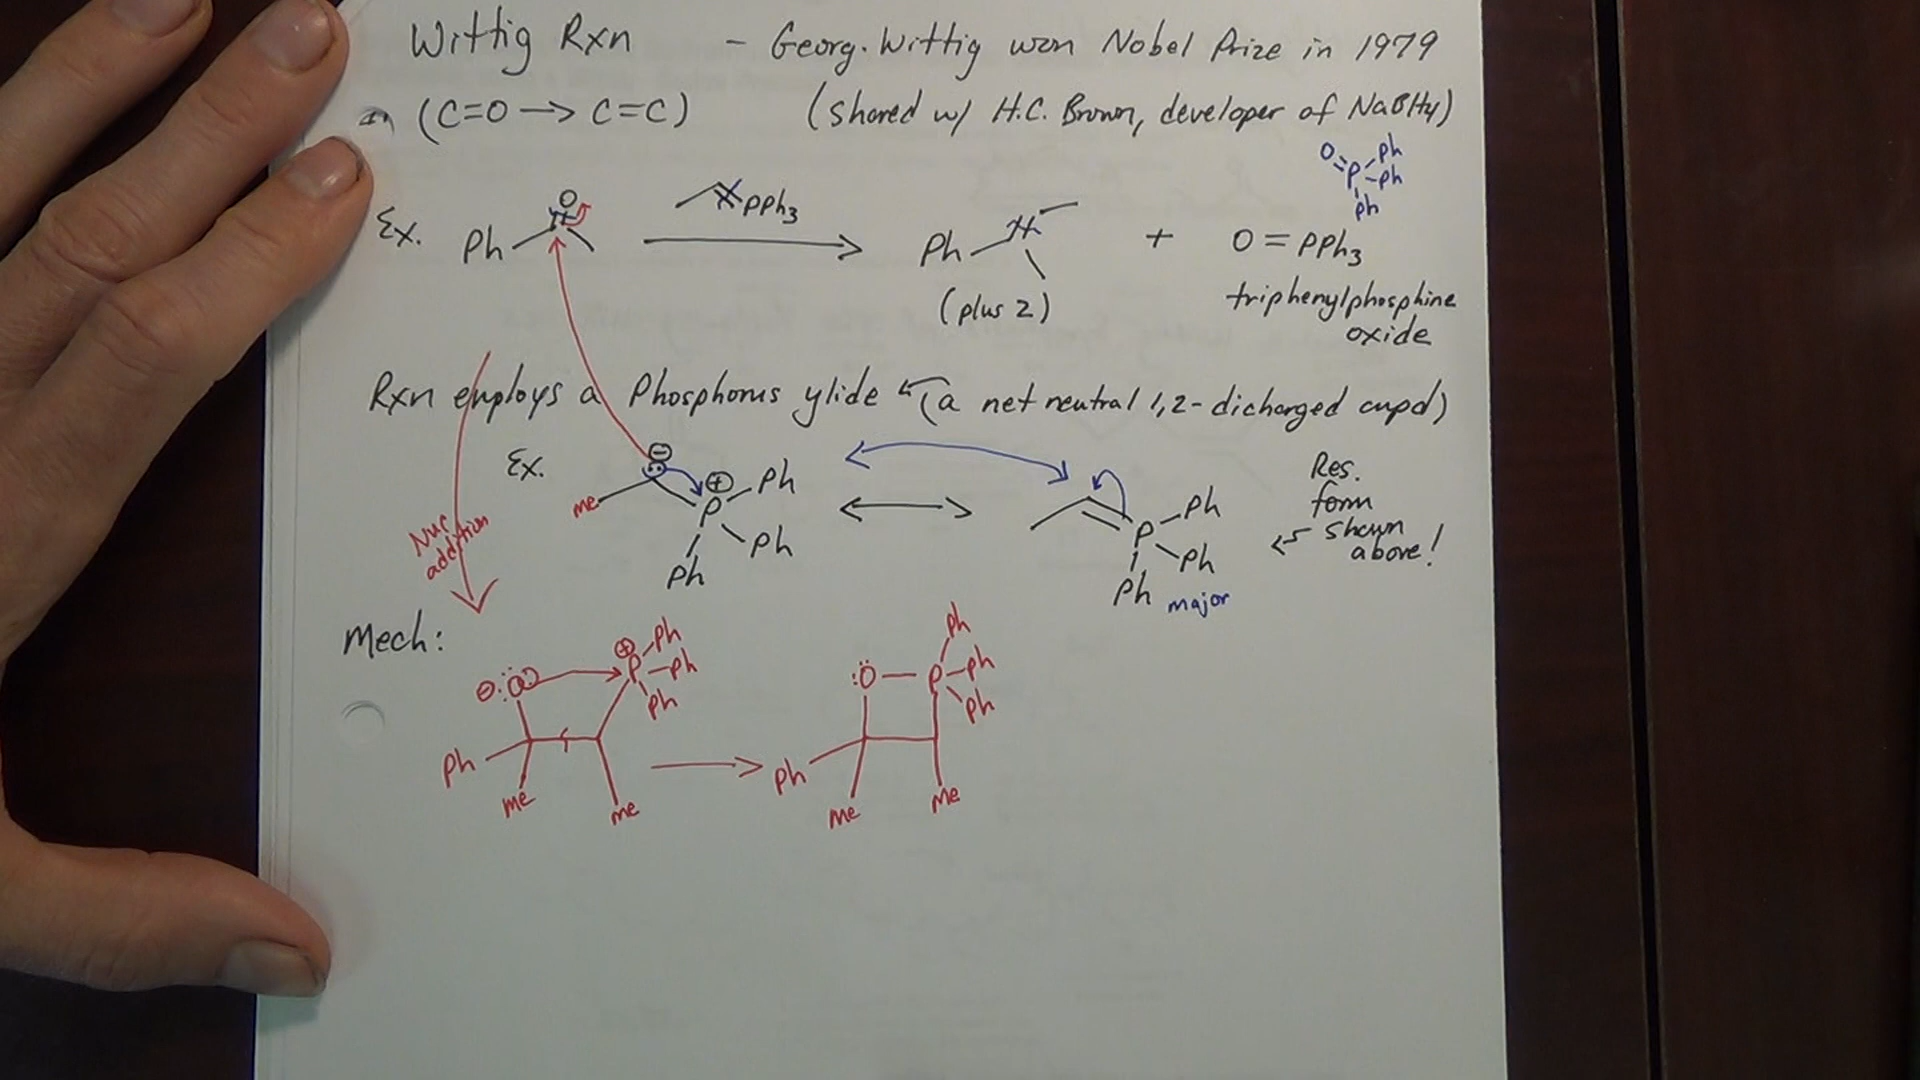 Wittig Rxn - Georg. Wittig won Nobel Prize in 1979
(C=O → C=C) (shared w/ H.C. Brown, developer of NaBH4)
O=P Ph
Ph
Ph
Ex. Ph O PPh3 Ph + O = PPh3
(plus Z) triphenylphosphine
oxide
Rxn employs a Phosphorus ylide (a net neutral 1,2-dicharged cmpd)
Ex. Me ⊖ : P ⊕ Ph
Ph
Ph
P Ph
Ph
Ph major
Res.
form
shown
above!
Nuc
addition
Mech:
⊖ :O: P ⊕ Ph
Ph
Ph
Ph
Me
Me
:O - P Ph
Ph
Ph
Ph
Me
Me